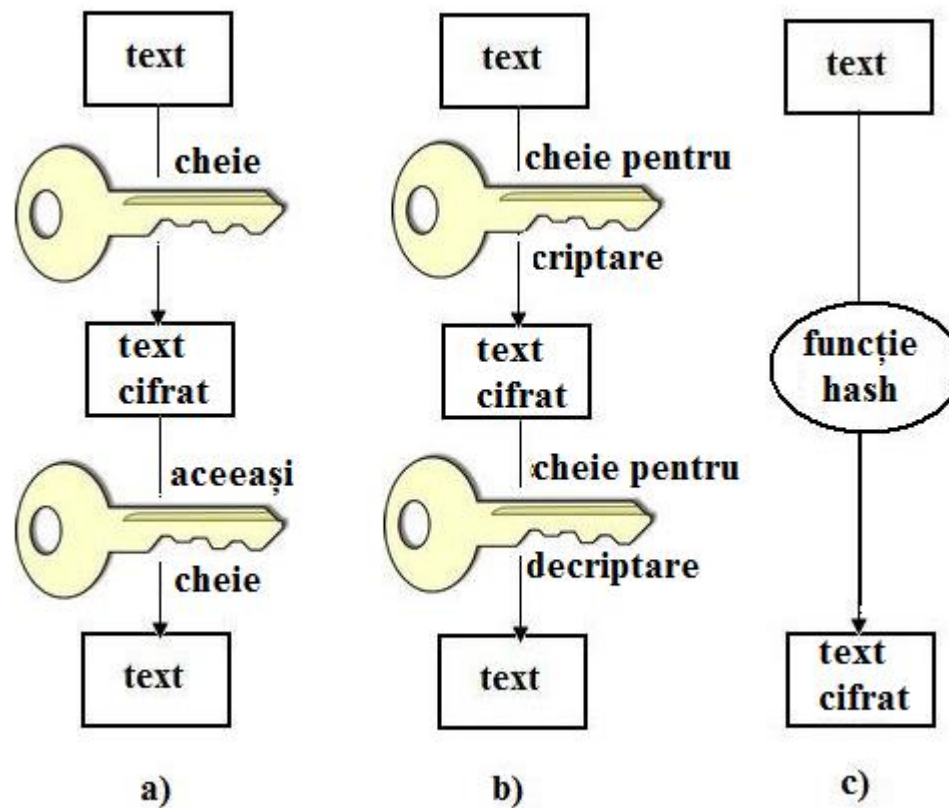 text
cheie
text
cifrat
aceeași
cheie
text
a)
text
cheie pentru
criptare
text
cifrat
cheie pentru
decriptare
text
b)
text
funcție
hash
text
cifrat
c)